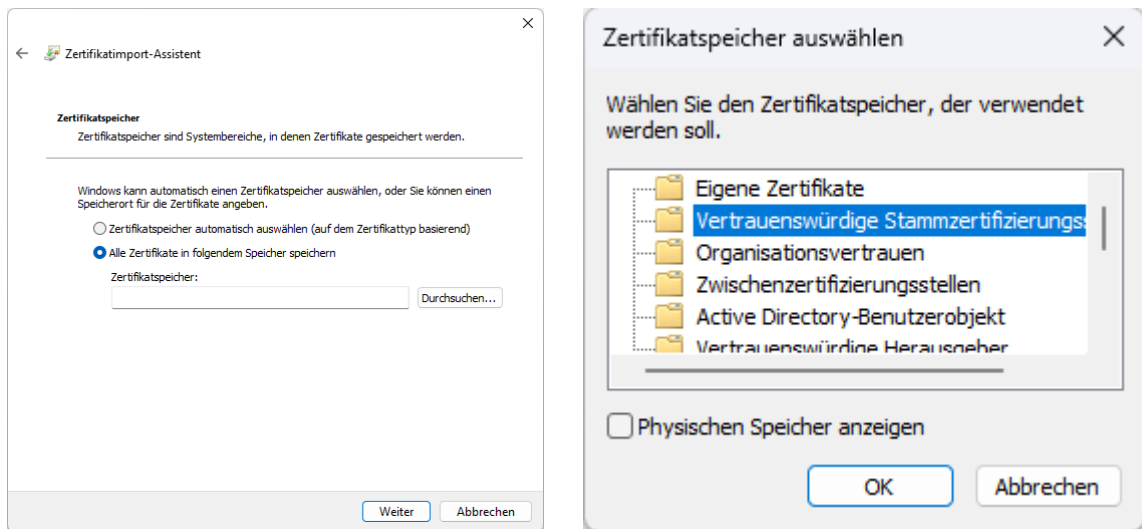 Zertifikatimport-Assistent
Zertifikatspeicher
Zertifikatspeicher sind Systembereiche, in denen Zertifikate gespeichert werden.
Windows kann automatisch einen Zertifikatspeicher auswählen, oder Sie können einen
Speicherort für die Zertifikate angeben.
Zertifikatspeicher automatisch auswählen (auf dem Zertifikattyp basierend)
Alle Zertifikate in folgendem Speicher speichern
Zertifikatspeicher:
Durchsuchen...
Weiter
Abbrechen
Zertifikatspeicher auswählen
Wählen Sie den Zertifikatspeicher, der verwendet
werden soll.
Eigene Zertifikate
Vertrauenswürdige Stammzertifizierungss
Organisationsvertrauen
Zwischenzertifizierungsstellen
Active Directory-Benutzerobjekt
Vertrauenswürdige Herausgeber
Physischen Speicher anzeigen
OK
Abbrechen